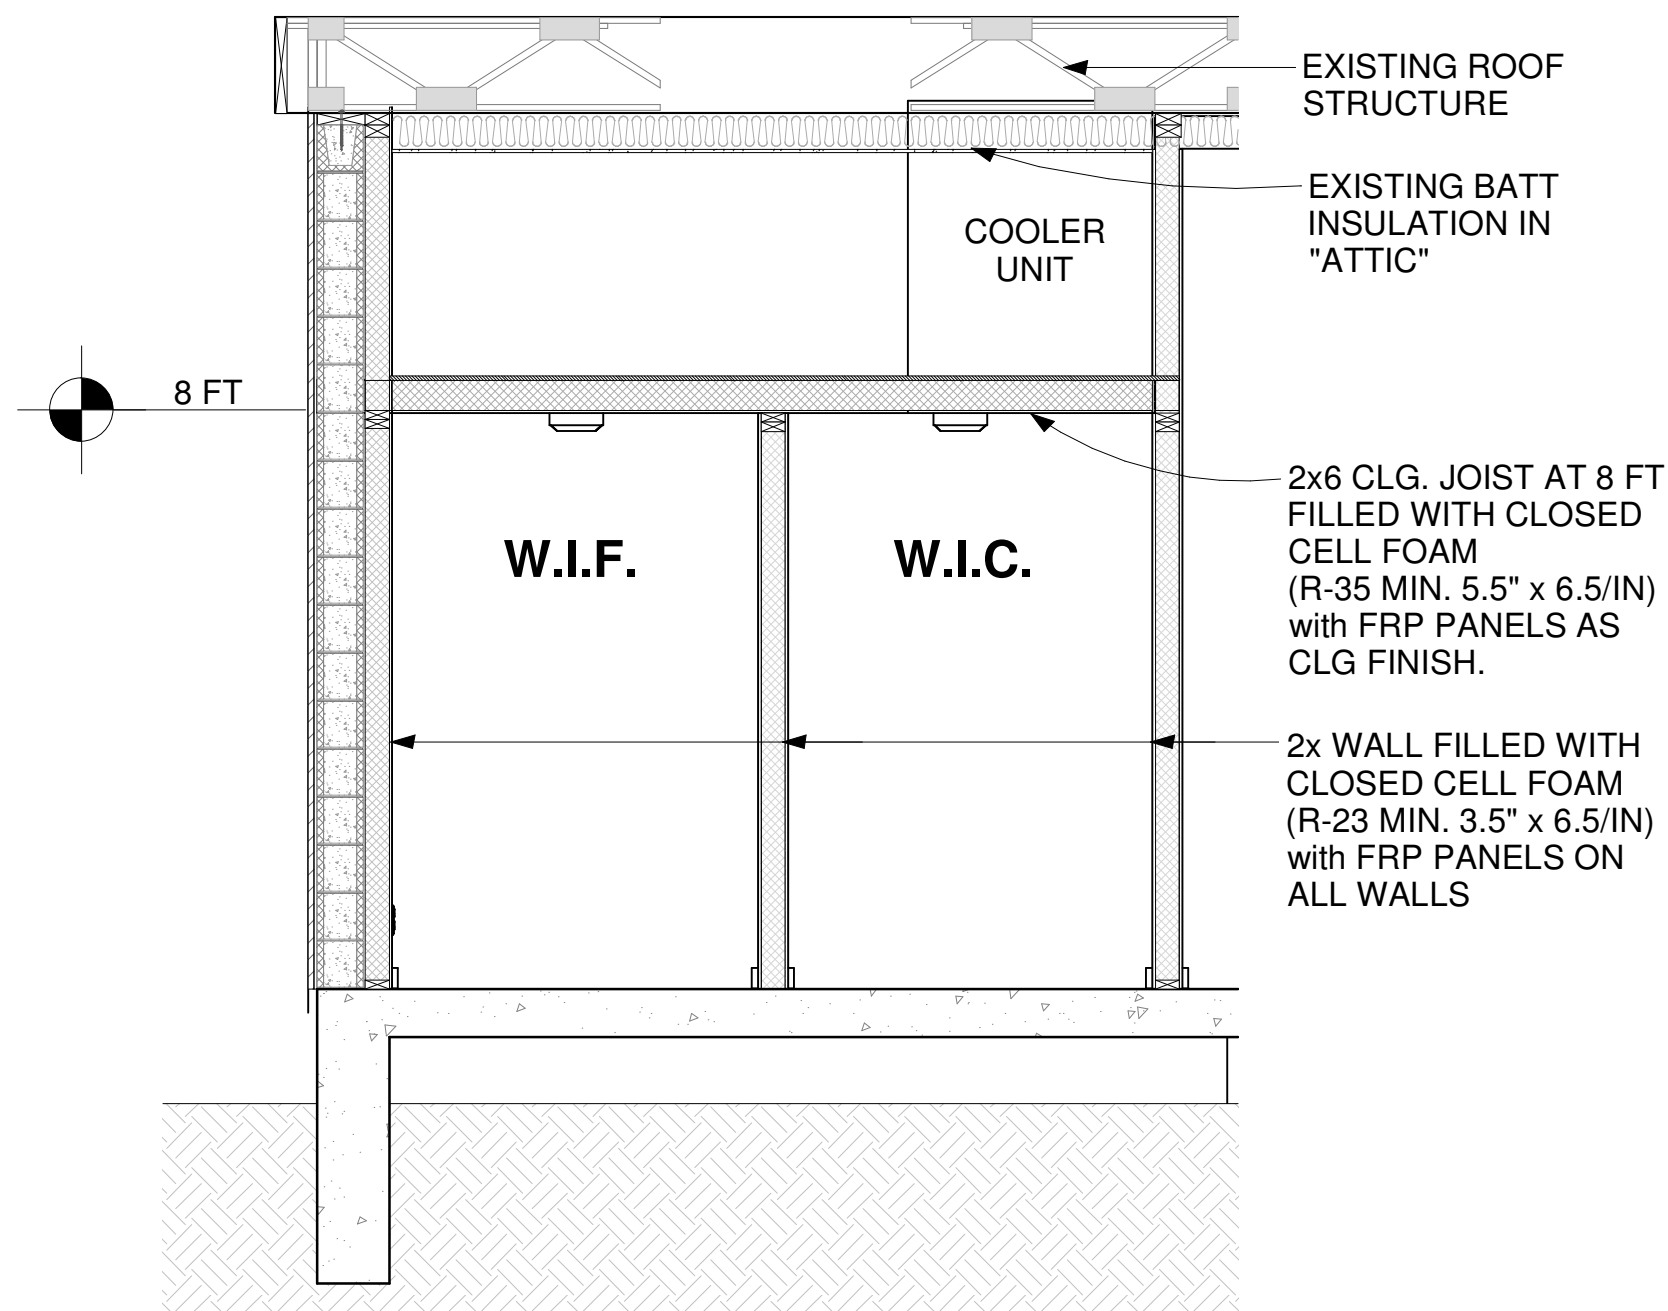 EXISTING ROOF
STRUCTURE
EXISTING BATT
INSULATION IN
"ATTIC"
COOLER
UNIT
8 FT
2x6 CLG. JOIST AT 8 FT
FILLED WITH CLOSED
CELL FOAM
(R-35 MIN. 5.5" x 6.5/IN)
with FRP PANELS AS
CLG FINISH.
W.I.F.
W.I.C.
2x WALL FILLED WITH
CLOSED CELL FOAM
(R-23 MIN. 3.5" x 6.5/IN)
with FRP PANELS ON
ALL WALLS